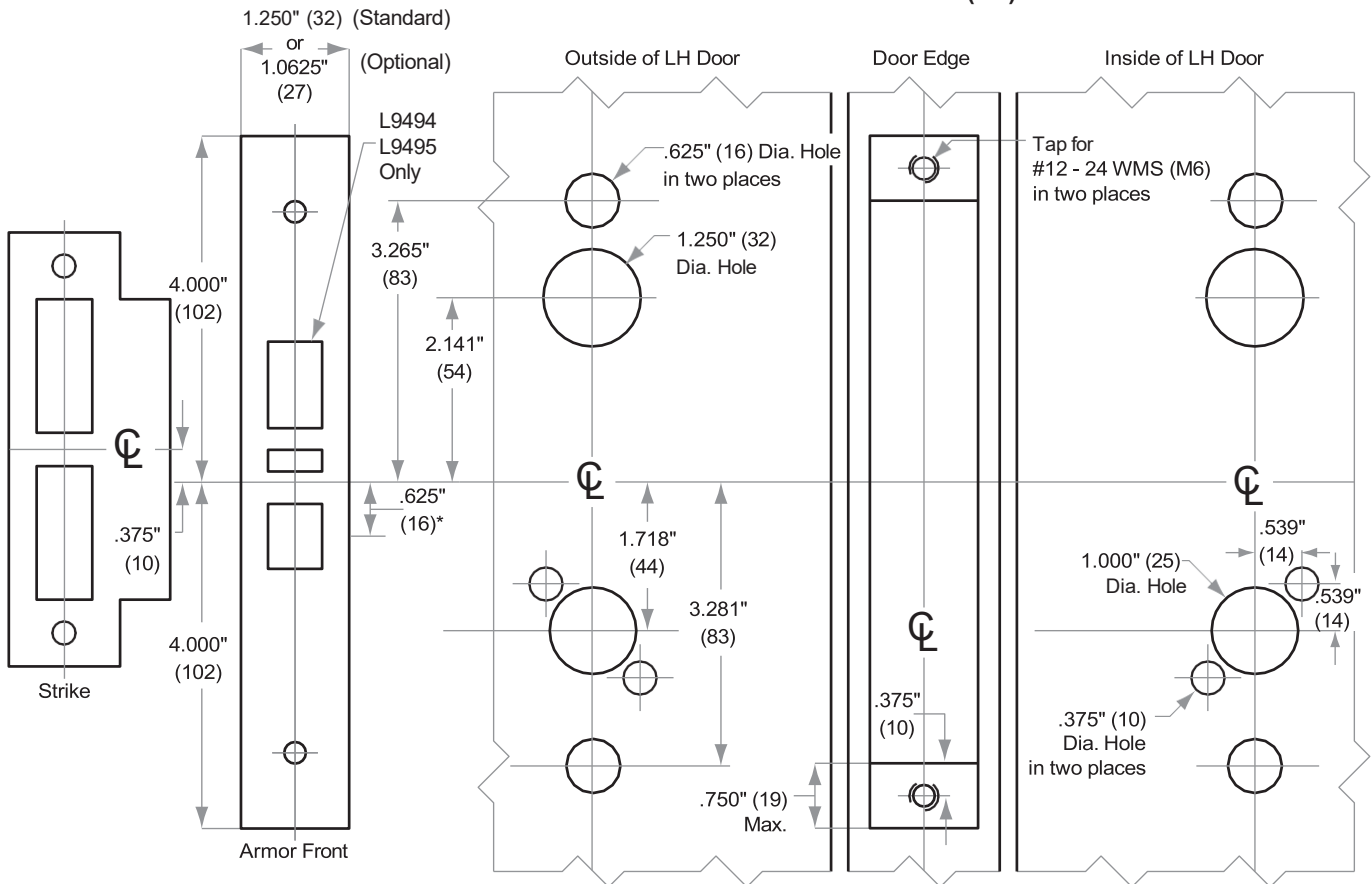 1.250" (32) (Standard)
or
1.0625" (Optional)
(27)
L9494
L9495
Only
4.000"
(102)
3.265"
(83)
2.141"
(54)
.625"
(16)*
℄
.375"
(10)
4.000"
(102)
Strike
Armor Front
Outside of LH Door
.625" (16) Dia. Hole
in two places
1.250" (32)
Dia. Hole
℄
1.718"
(44)
3.281"
(83)
Door Edge
Tap for
#12 - 24 WMS (M6)
in two places
℄
.375"
(10)
.750" (19)
Max.
Inside of LH Door
℄
.539"
(14)
1.000" (25)
Dia. Hole
.539"
(14)
.375" (10)
Dia. Hole
in two places